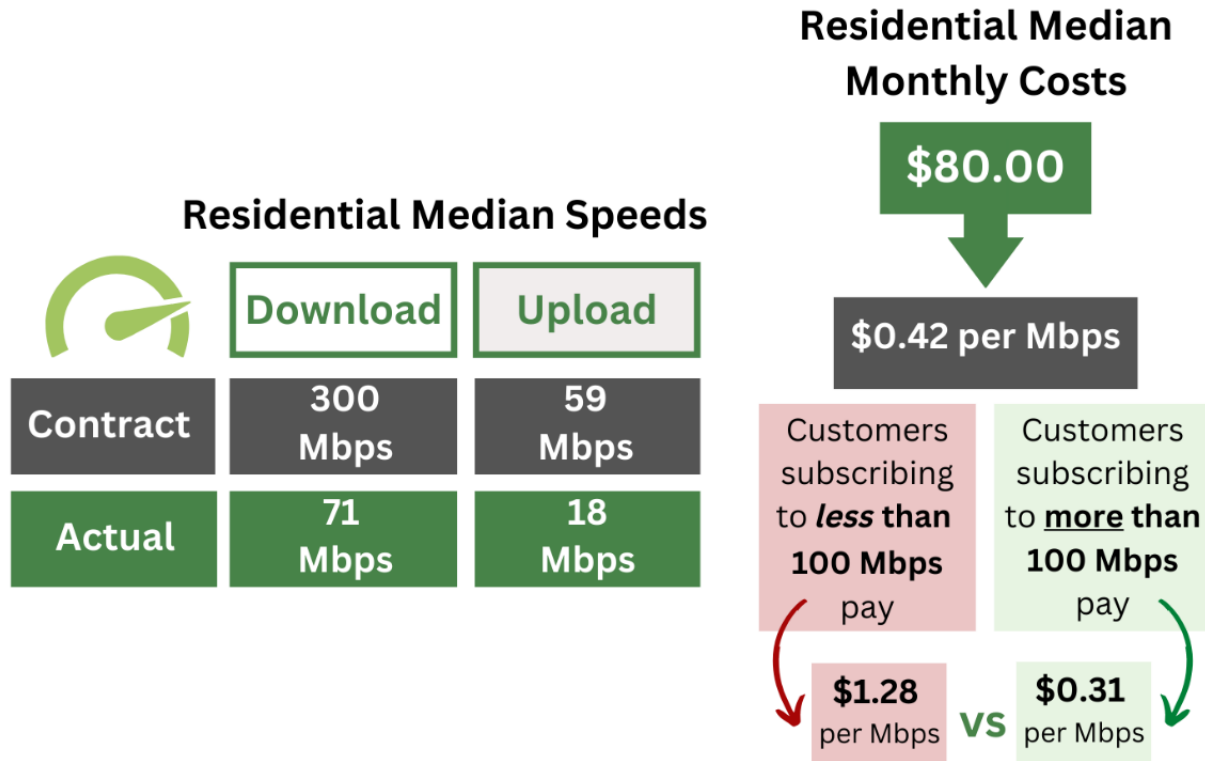 Residential Median Speeds
Download
Upload
Contract
300
Mbps
59
Mbps
Actual
71
Mbps
18
Mbps
Residential Median
Monthly Costs
$80.00
$0.42 per Mbps
Customers
subscribing
to less than
100 Mbps
pay
$1.28
per Mbps
vs
Customers
subscribing
to more than
100 Mbps
pay
$0.31
per Mbps